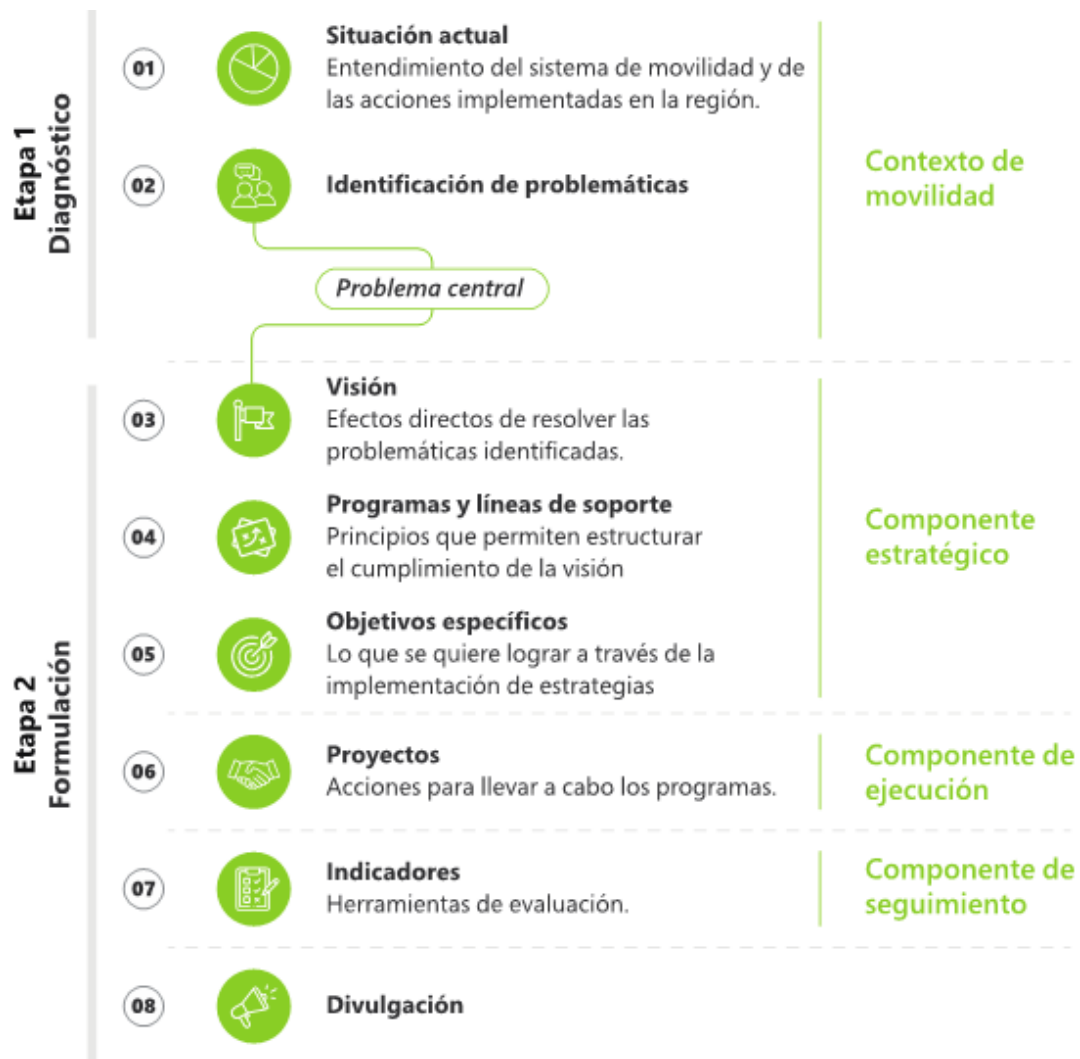 Etapa 1
Diagnóstico
01
Situación actual
Entendimiento del sistema de movilidad y de
las acciones implementadas en la región.
02
Identificación de problemáticas
Contexto de
movilidad
Problema central
Etapa 2
Formulación
03
Visión
Efectos directos de resolver las
problemáticas identificadas.
04
Programas y líneas de soporte
Principios que permiten estructurar
el cumplimiento de la visión
Componente
estratégico
05
Objetivos específicos
Lo que se quiere lograr a través de la
implementación de estrategias
06
Proyectos
Acciones para llevar a cabo los programas.
Componente de
ejecución
07
Indicadores
Herramientas de evaluación.
Componente de
seguimiento
08
Divulgación